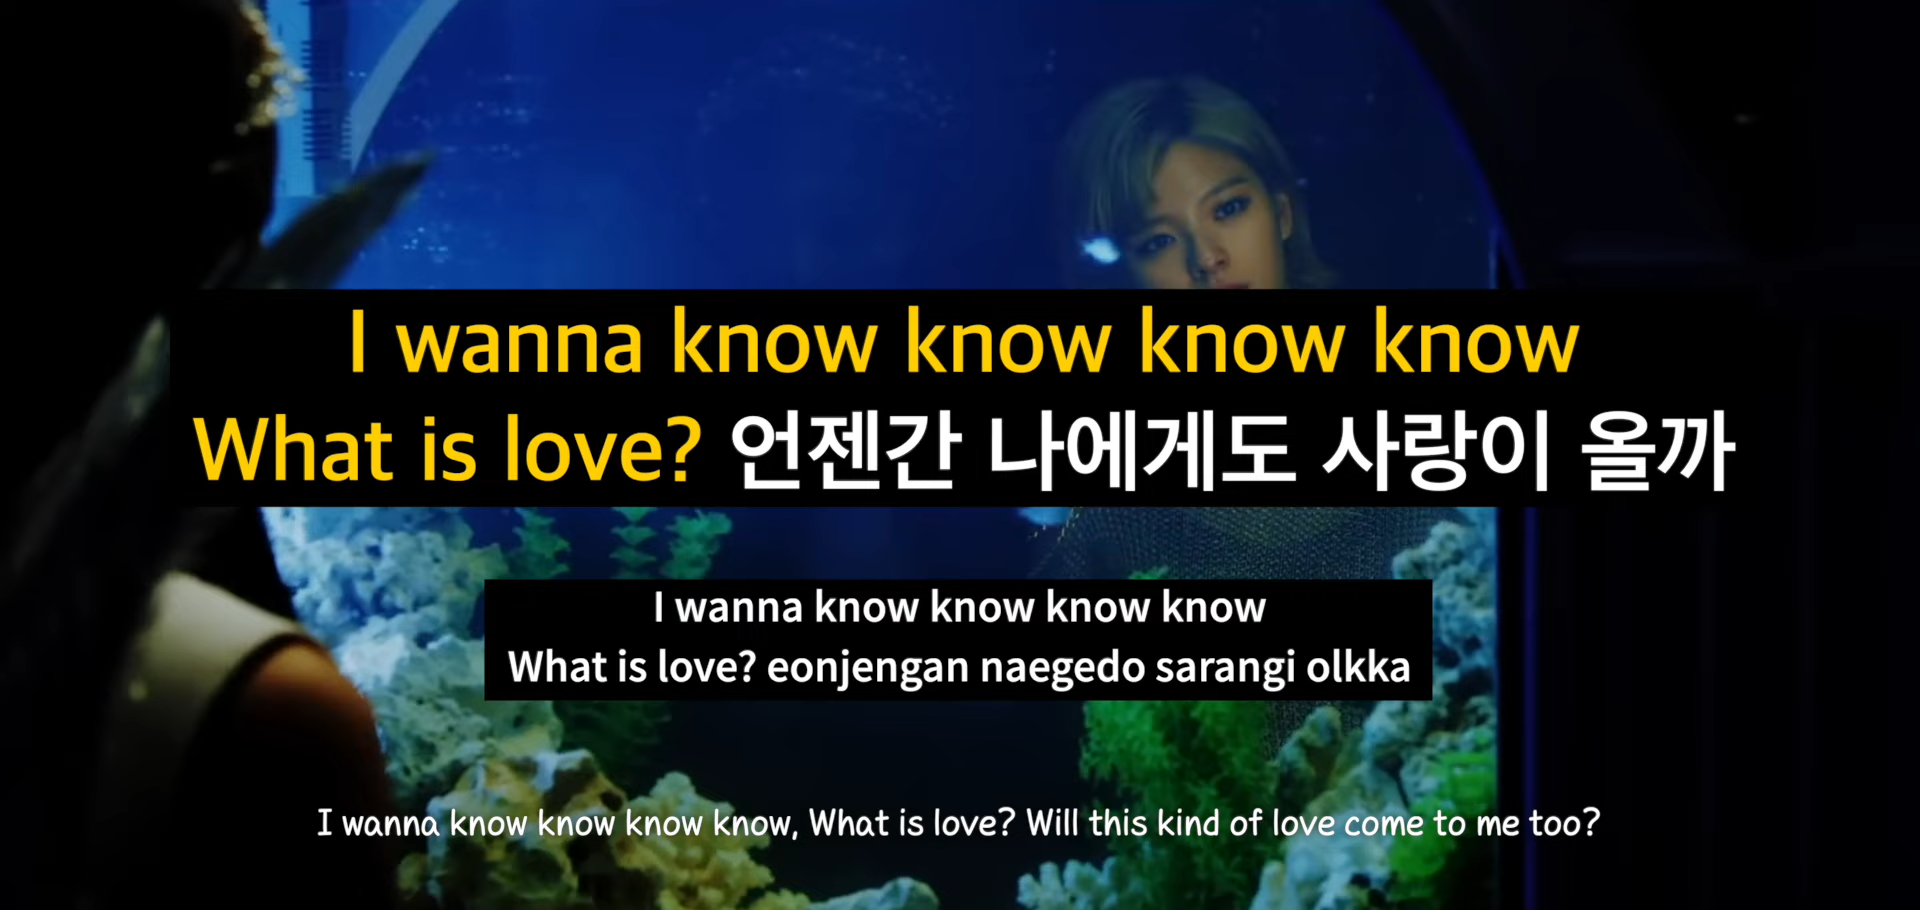 I wanna know know know know
What is love? 언젠간 나에게도 사랑이 올까
I wanna know know know know
What is love? eonjengan naegedo sarangi olkka
I wanna know know know know, What is love? Will this kind of love come to me too?